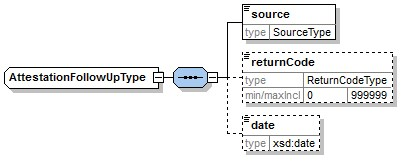 source
type SourceType
AttestationFollowUpType
returnCode
type ReturnCodeType
min/maxIncl 0 999999
date
type xsd:date